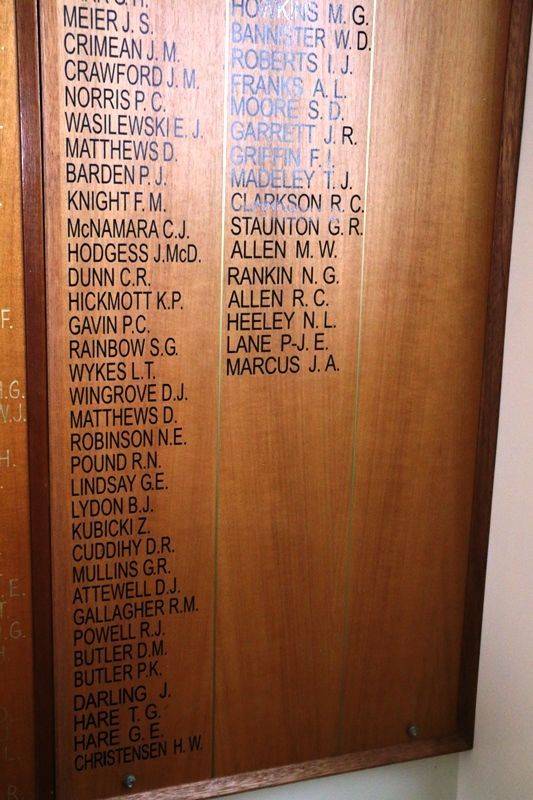 MEIER J. S.
CRIMEAN J. M.
CRAWFORD J. M.
NORRIS P. C.
WASILEWSKI E. J.
MATTHEWS D.
BARDEN P. J.
KNIGHT F. M.
McNAMARA C.J.
HODGESS J.McD.
DUNN C.R.
HICKMOTT K.P.
GAVIN P.C.
RAINBOW S.G.
WYKES L.T.
WINGROVE D.J.
MATTHEWS D.
ROBINSON N.E.
POUND R.N.
LINDSAY G.E.
LYDON B.J.
KUBICKI Z.
CUDDIHY D.R.
MULLINS G.R.
ATTEWELL D.J.
GALLAGHER R.M.
POWELL R.J.
BUTLER D.M.
BUTLER P.K.
DARLING J.
HARE T. G.
HARE G. E.
CHRISTENSEN H. W.
M. G.
BANNISTER W. D.
ROBERTS I. J.
FRANKS A. L.
MOORE S. D.
GARRETT J. R.
GRIFFIN F. I.
MADELEY T. J.
CLARKSON R. C.
STAUNTON G. R.
ALLEN M. W.
RANKIN N. G.
ALLEN R. C.
HEELEY N. L.
LANE P-J. E.
MARCUS J. A.